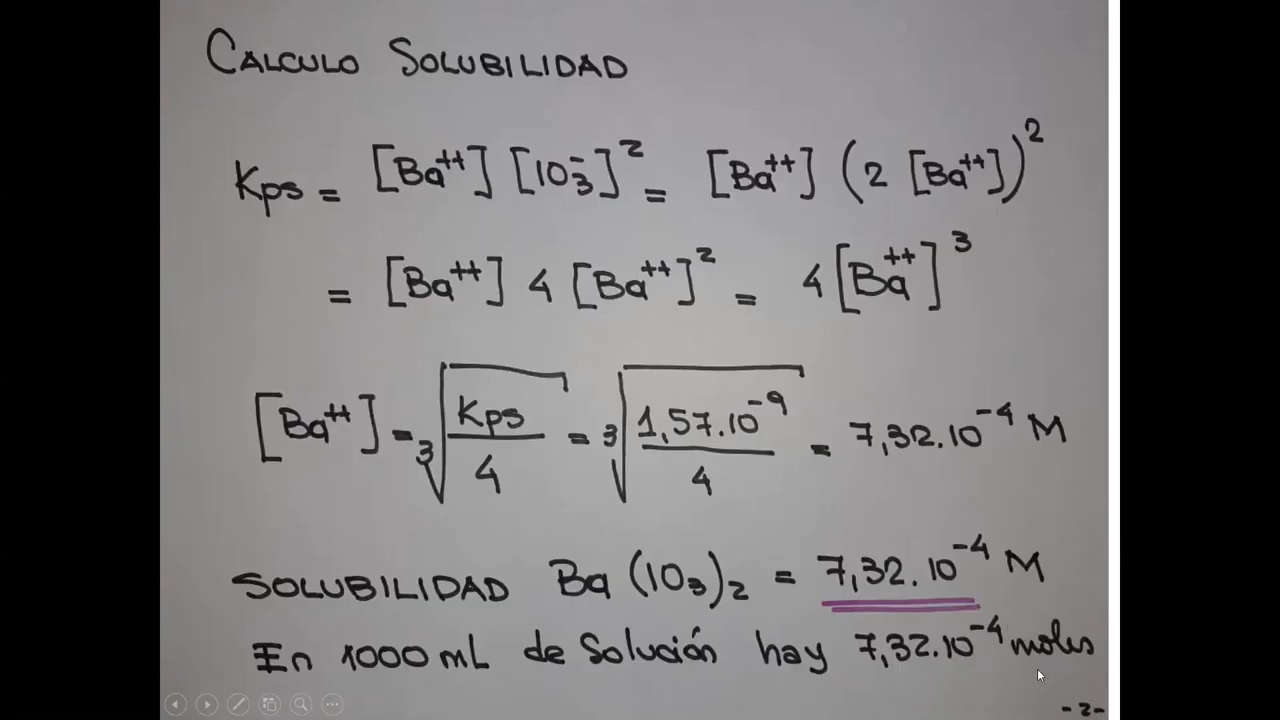 CALCULO SOLUBILIDAD
Kps = [Ba⁺⁺] [IO₃⁻]² = [Ba⁺⁺] (2 [Ba⁺⁺])²
= [Ba⁺⁺] 4 [Ba⁺⁺]² = 4 [Ba⁺⁺]³
[Ba⁺⁺] = ³√(Kps/4) = ³√(1,57.10⁻⁹/4) = 7,32.10⁻⁴ M
SOLUBILIDAD Ba (IO₃)₂ = 7,32.10⁻⁴ M
En 1000 mL de Solución hay 7,32.10⁻⁴ moles
-2-